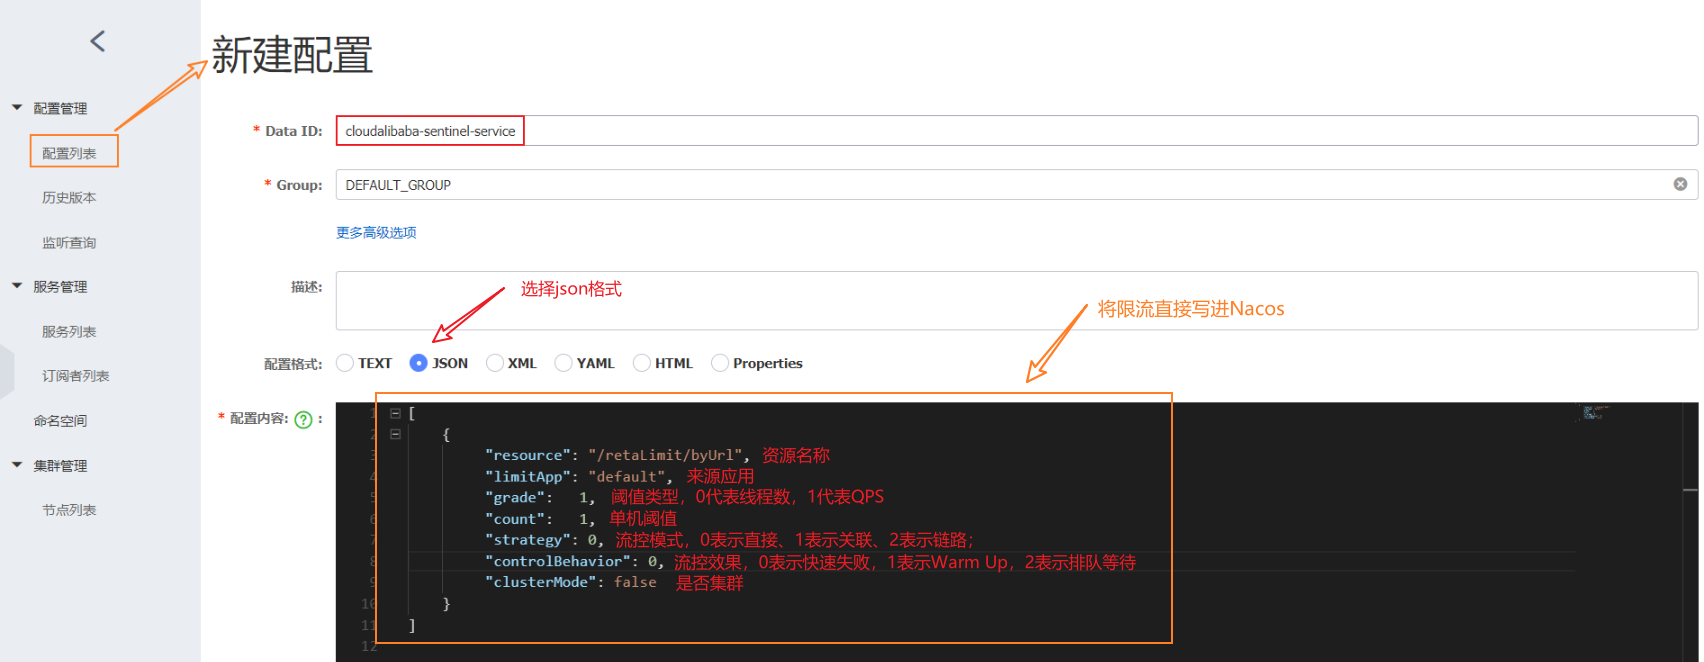 新建配置
配置管理
配置列表
历史版本
监听查询
服务管理
服务列表
订阅者列表
命名空间
集群管理
节点列表
* Data ID: cloudalibaba-sentinel-service
* Group: DEFAULT_GROUP
更多高级选项
描述:
选择json格式
将限流直接写进Nacos
配置格式: TEXT JSON XML YAML HTML Properties
* 配置内容: ? :
1 [
2 {
3 "resource": "/retaLimit/byUrl", 资源名称
4 "limitApp": "default", 来源应用
5 "grade": 1, 阈值类型，0代表线程数，1代表QPS
6 "count": 1, 单机阈值
7 "strategy": 0, 流控模式，0表示直接、1表示关联、2表示链路;
8 "controlBehavior": 0, 流控效果，0表示快速失败，1表示Warm Up，2表示排队等待
9 "clusterMode": false 是否集群
10 }
11 ]
12